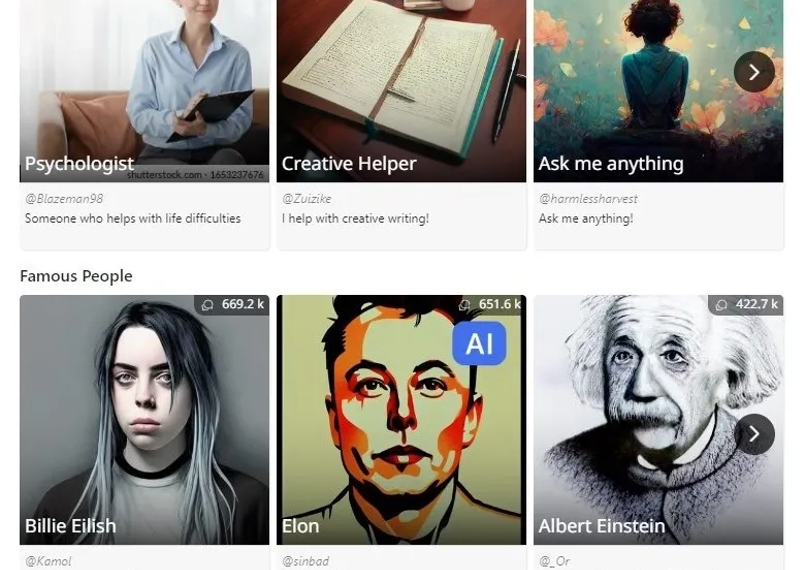 Psychologist
shutterstock.com · 1653237676
Creative Helper
Ask me anything
@Blazeman98
@Zuizike
@harmlessharvest
Someone who helps with life difficulties
I help with creative writing!
Ask me anything!
Famous People
669.2 k
651.6 k
422.7 k
AI
Billie Eilish
Elon
Albert Einstein
@Kamol
@sinbad
@_Or